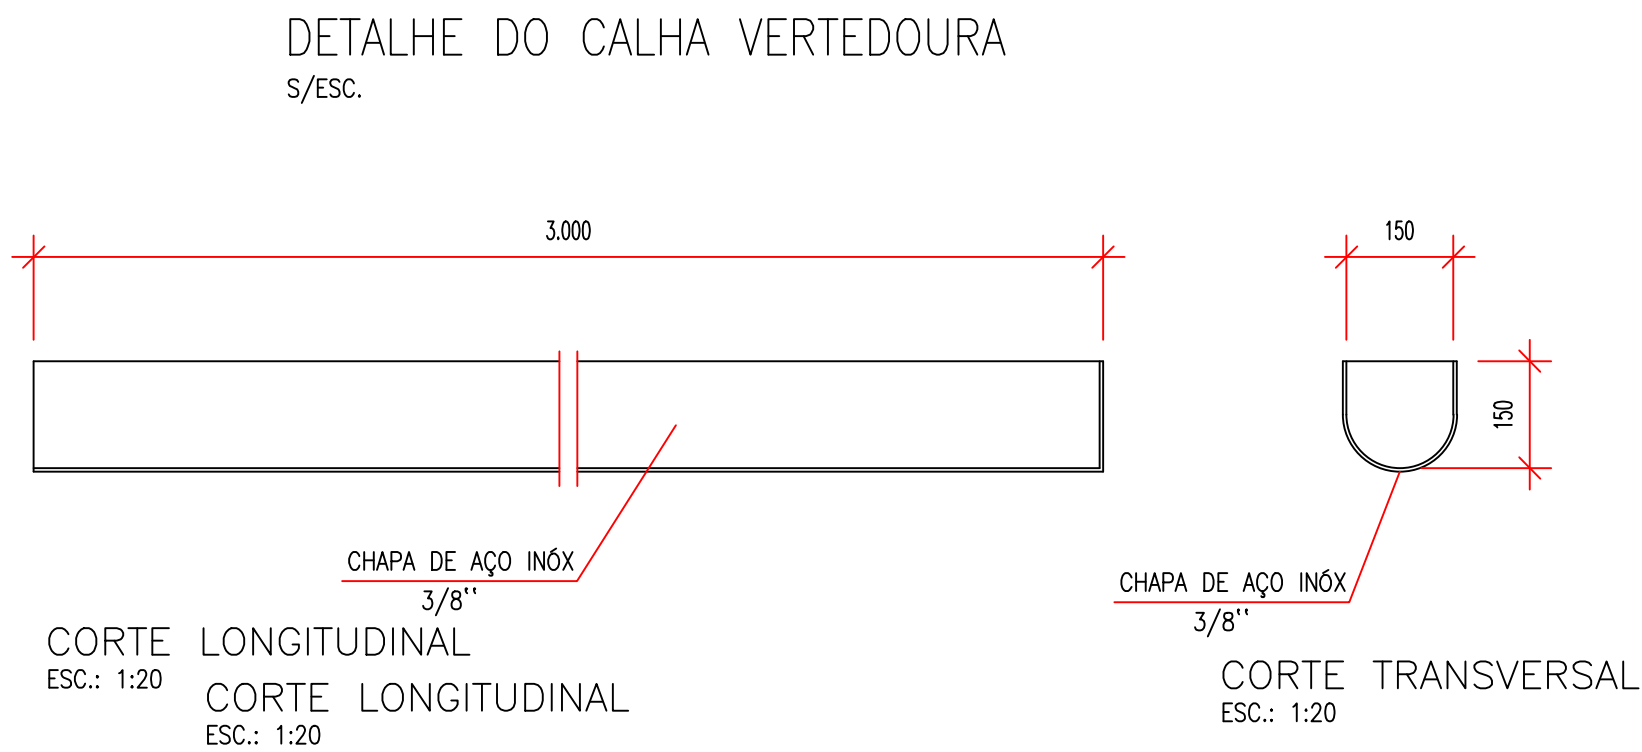 DETALHE DO CALHA VERTEDOURA
S/ESC.
3.000
150
150
CHAPA DE AÇO INÓX
3/8"
CORTE LONGITUDINAL
ESC.: 1:20
CORTE LONGITUDINAL
ESC.: 1:20
CHAPA DE AÇO INÓX
3/8"
CORTE TRANSVERSAL
ESC.: 1:20